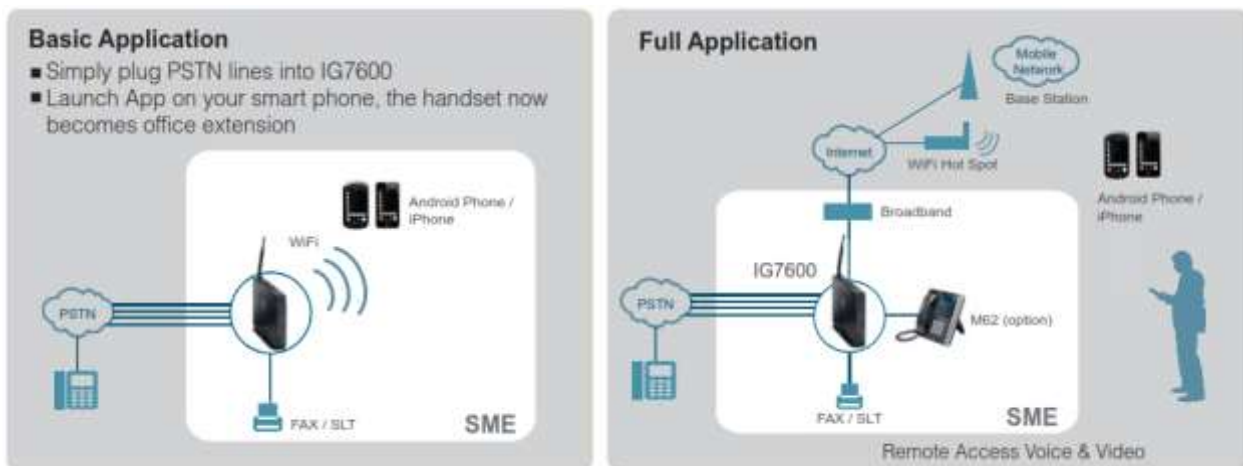 Basic Application
■ Simply plug PSTN lines into IG7600
■ Launch App on your smart phone, the handset now
becomes office extension
Android Phone /
iPhone
WiFi
PSTN
FAX / SLT
SME
Full Application
Mobile
Network
Base Station
Internet
WiFi Hot Spot
Android Phone /
iPhone
Broadband
IG7600
PSTN
M62 (option)
FAX / SLT
SME
Remote Access Voice & Video